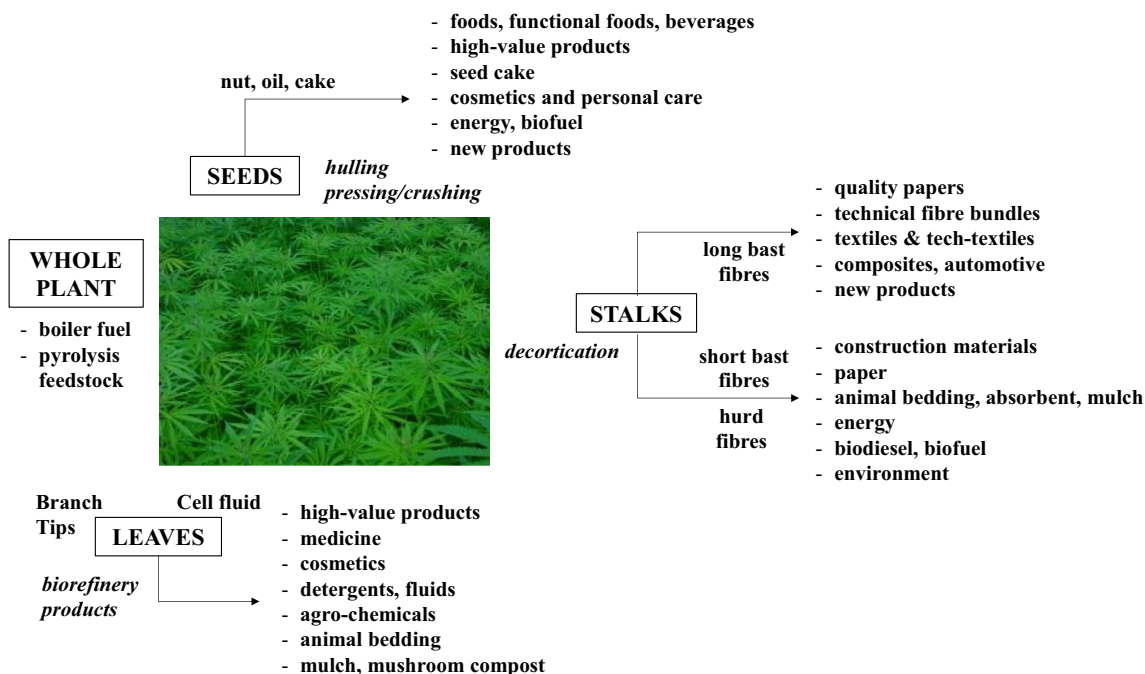 - foods, functional foods, beverages
- high-value products
- seed cake
- cosmetics and personal care
- energy, biofuel
- new products
nut, oil, cake
SEEDS
hulling
pressing/crushing
WHOLE
PLANT
- boiler fuel
- pyrolysis
feedstock
- quality papers
- technical fibre bundles
- textiles & tech-textiles
- composites, automotive
- new products
long bast
fibres
STALKS
decortication
short bast
fibres
hurd
fibres
- construction materials
- paper
- animal bedding, absorbent, mulch
- energy
- biodiesel, biofuel
- environment
Branch
Tips
Cell fluid
LEAVES
biorefinery
products
- high-value products
- medicine
- cosmetics
- detergents, fluids
- agro-chemicals
- animal bedding
- mulch, mushroom compost